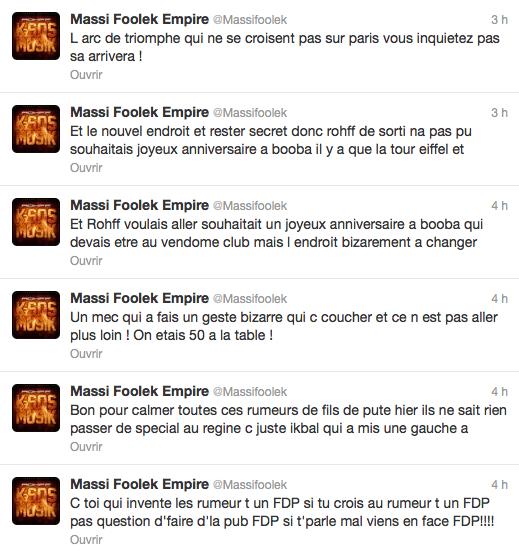 Massi Foolek Empire @Massifoolek 3 h
L arc de triomphe qui ne se croisent pas sur paris vous inquietez pas
sa arrivera !
Ouvrir
Massi Foolek Empire @Massifoolek 3 h
Et le nouvel endroit et rester secret donc rohff de sorti na pas pu
souhaitais joyeux anniversaire a booba il y a que la tour eiffel et
Ouvrir
Massi Foolek Empire @Massifoolek 4 h
Et Rohff voulais aller souhaitait un joyeux anniversaire a booba qui
devais etre au vendome club mais l endroit bizarement a changer
Ouvrir
Massi Foolek Empire @Massifoolek 4 h
Un mec qui a fais un geste bizarre qui c coucher et ce n est pas aller
plus loin ! On etais 50 a la table !
Ouvrir
Massi Foolek Empire @Massifoolek 4 h
Bon pour calmer toutes ces rumeurs de fils de pute hier ils ne sait rien
passer de special au regine c juste ikbal qui a mis une gauche a
Ouvrir
Massi Foolek Empire @Massifoolek 4 h
C toi qui invente les rumeur t un FDP si tu crois au rumeur t un FDP
pas question d'faire d'la pub FDP si t'parle mal viens en face FDP!!!!
Ouvrir